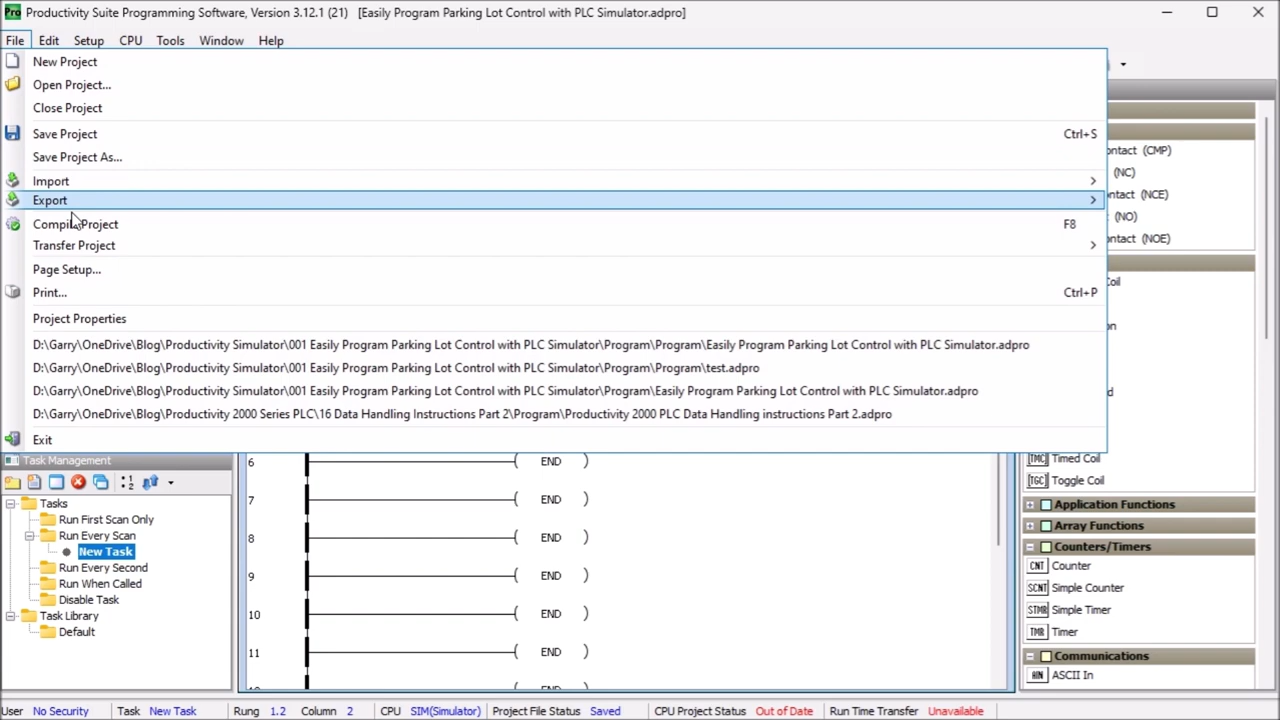 Pro Productivity Suite Programming Software, Version 3.12.1 (21) [Easily Program Parking Lot Control with PLC Simulator.adpro]
File Edit Setup CPU Tools Window Help
New Project
Open Project...
Close Project
Save Project Ctrl+S
Save Project As...
Import
Export
Compile Project F8
Transfer Project
Page Setup...
Print... Ctrl+P
Project Properties
D:\Garry\OneDrive\Blog\Productivity Simulator\001 Easily Program Parking Lot Control with PLC Simulator\Program\Program\Easily Program Parking Lot Control with PLC Simulator.adpro
D:\Garry\OneDrive\Blog\Productivity Simulator\001 Easily Program Parking Lot Control with PLC Simulator\Program\Program\test.adpro
D:\Garry\OneDrive\Blog\Productivity Simulator\001 Easily Program Parking Lot Control with PLC Simulator\Program\Easily Program Parking Lot Control with PLC Simulator.adpro
D:\Garry\OneDrive\Blog\Productivity 2000 Series PLC\16 Data Handling Instructions Part 2\Program\Productivity 2000 PLC Data Handling instructions Part 2.adpro
Exit
(CMP)
(NC)
(NCE)
(NO)
(NOE)
Task Management
Tasks
Run First Scan Only
Run Every Scan
New Task
Run Every Second
Run When Called
Disable Task
Task Library
Default
6 END
7 END
8 END
9 END
10 END
11 END
END
TMC Timed Coil
TGC Toggle Coil
Application Functions
Array Functions
Counters/Timers
CNT Counter
SCNT Simple Counter
STMR Simple Timer
TMR Timer
Communications
AIN ASCII In
User No Security Task New Task Rung 1.2 Column 2 CPU SIM(Simulator) Project File Status Saved CPU Project Status Out of Date Run Time Transfer Unavailable